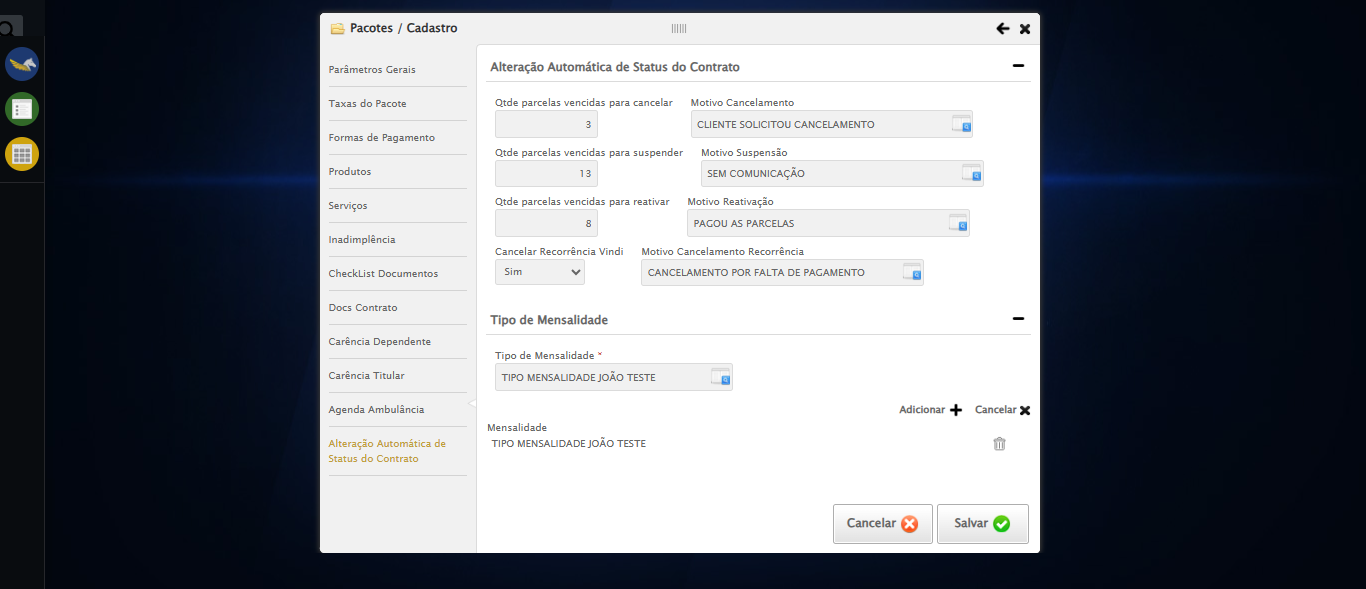 Pacotes / Cadastro
Parâmetros Gerais
Taxas do Pacote
Formas de Pagamento
Produtos
Serviços
Inadimplência
CheckList Documentos
Docs Contrato
Carência Dependente
Carência Titular
Agenda Ambulância
Alteração Automática de
Status do Contrato
Alteração Automática de Status do Contrato
Qtde parcelas vencidas para cancelar Motivo Cancelamento
3 CLIENTE SOLICITOU CANCELAMENTO
Qtde parcelas vencidas para suspender Motivo Suspensão
13 SEM COMUNICAÇÃO
Qtde parcelas vencidas para reativar Motivo Reativação
8 PAGOU AS PARCELAS
Cancelar Recorrência Vindi Motivo Cancelamento Recorrência
Sim CANCELAMENTO POR FALTA DE PAGAMENTO
Tipo de Mensalidade
Tipo de Mensalidade *
TIPO MENSALIDADE JOÃO TESTE
Adicionar Cancelar
Mensalidade
TIPO MENSALIDADE JOÃO TESTE
Cancelar Salvar